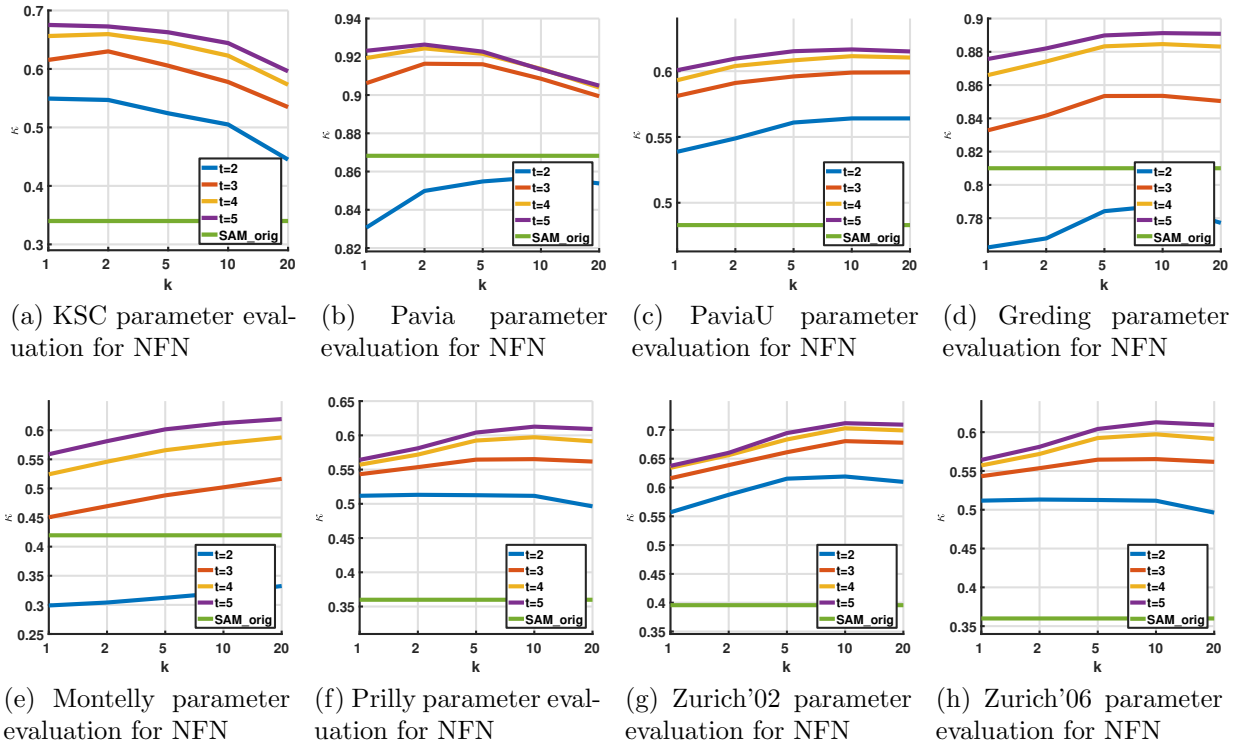 0.7
0.6
0.5
0.4
0.3
κ
1 2 5 10 20
k
t=2
t=3
t=4
t=5
SAM_orig
(a) KSC parameter eval-
uation for NFN
0.94
0.92
0.9
0.88
0.86
0.84
0.82
κ
1 2 5 10 20
k
t=2
t=3
t=4
t=5
SAM_orig
(b) Pavia parameter
evaluation for NFN
0.6
0.55
0.5
κ
1 2 5 10 20
k
t=2
t=3
t=4
t=5
SAM_orig
(c) PaviaU parameter
evaluation for NFN
0.9
0.88
0.86
0.84
0.82
0.8
0.78
κ
1 2 5 10 20
k
t=2
t=3
t=4
t=5
SAM_orig
(d) Greding parameter
evaluation for NFN
0.6
0.55
0.5
0.45
0.4
0.35
0.3
0.25
κ
1 2 5 10 20
k
t=2
t=3
t=4
t=5
SAM_orig
(e) Montelly parameter
evaluation for NFN
0.65
0.6
0.55
0.5
0.45
0.4
0.36
κ
1 2 5 10 20
k
t=2
t=3
t=4
t=5
SAM_orig
(f) Prilly parameter eval-
uation for NFN
0.7
0.65
0.6
0.55
0.5
0.45
0.4
0.35
κ
1 2 5 10 20
k
t=2
t=3
t=4
t=5
SAM_orig
(g) Zurich'02 parameter
evaluation for NFN
0.6
0.55
0.5
0.45
0.4
0.35
κ
1 2 5 10 20
k
t=2
t=3
t=4
t=5
SAM_orig
(h) Zurich'06 parameter
evaluation for NFN